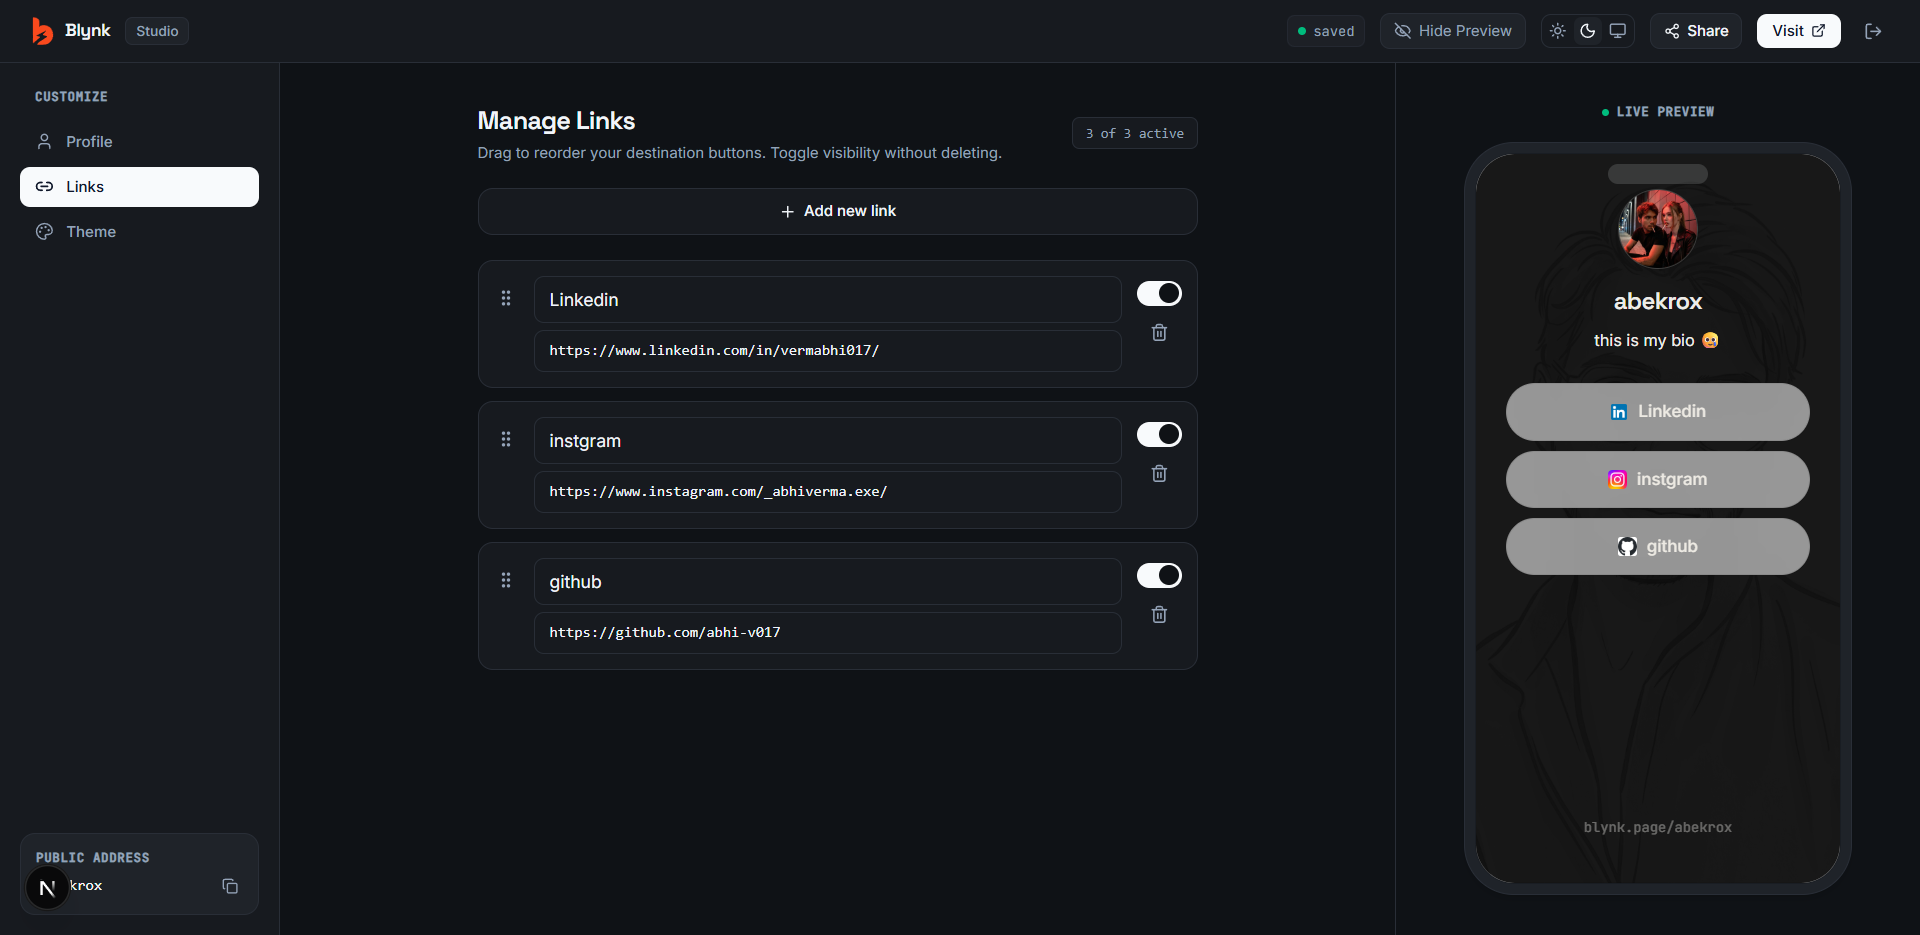 Blynk Studio
saved Hide Preview Share Visit
CUSTOMIZE
Profile
Links
Theme
PUBLIC ADDRESS
krox
N
Manage Links
Drag to reorder your destination buttons. Toggle visibility without deleting.
3 of 3 active
+ Add new link
Linkedin
https://www.linkedin.com/in/vermabhi017/
instgram
https://www.instagram.com/_abhiverma.exe/
github
https://github.com/abhi-v017
LIVE PREVIEW
abekrox
this is my bio 😂
in Linkedin
instgram
github
blynk.page/abekrox